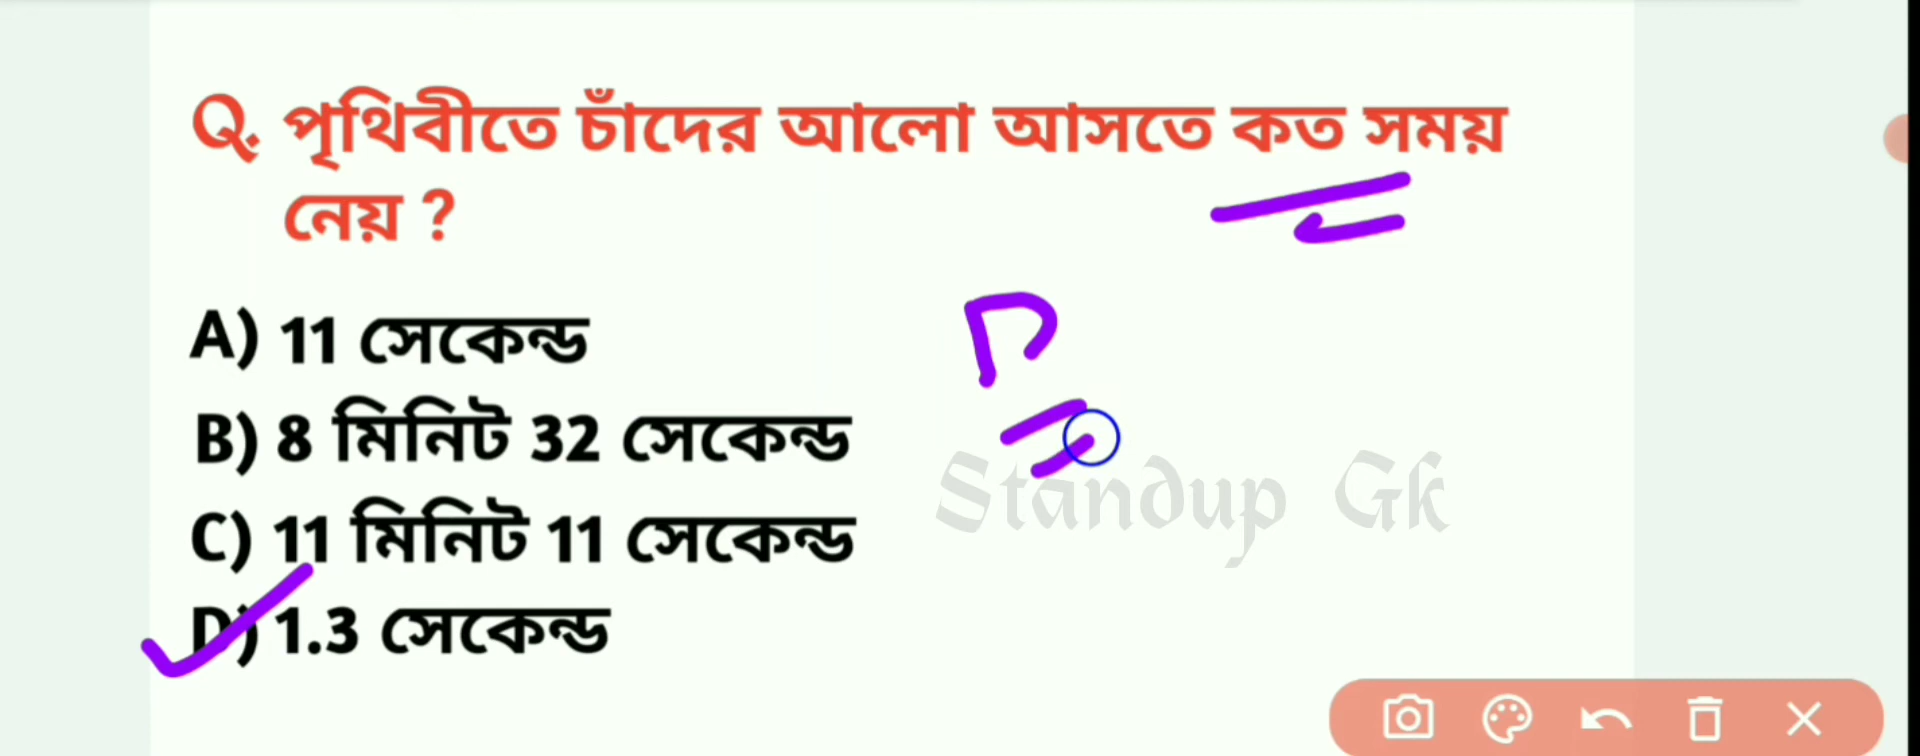 Q. পৃথিবীতে চাঁদের আলো আসতে কত সময়
নেয় ?
A) 11 সেকেন্ড
B) 8 মিনিট 32 সেকেন্ড
C) 11 মিনিট 11 সেকেন্ড
D) 1.3 সেকেন্ড
Standup Gk